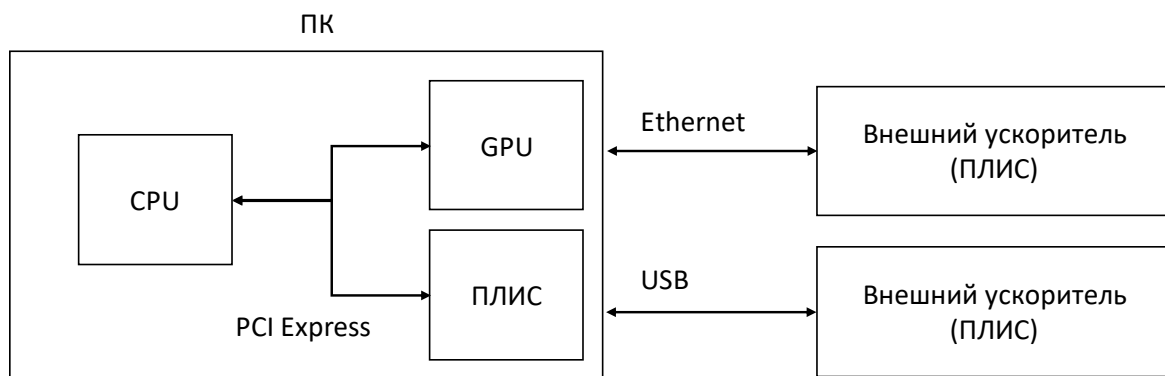 ПК
CPU
GPU
ПЛИС
PCI Express
Ethernet
USB
Внешний ускоритель
(ПЛИС)
Внешний ускоритель
(ПЛИС)